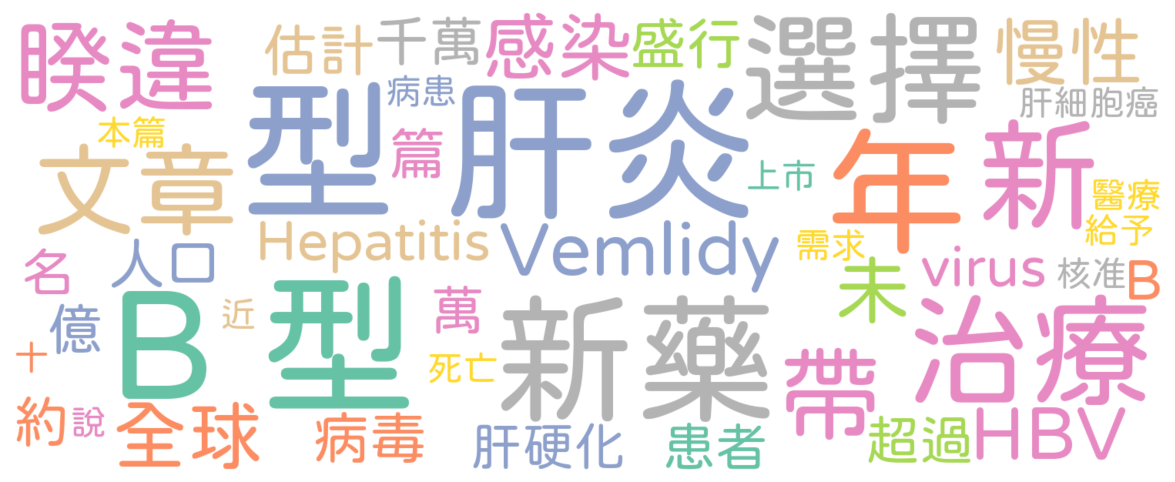 睽違
估計
千萬
感染
盛行
選擇
慢性
病患
肝細胞癌
本篇
型
篇
肝炎
年
新
文章
上市
醫療
給予
Hepatitis
Vemlidy
需求
名
人口
未
virus
核准
B
億
近
B
型
萬
新藥
治療
十
死亡
帶
約
說
全球
病毒
肝硬化
患者
超過
HBV